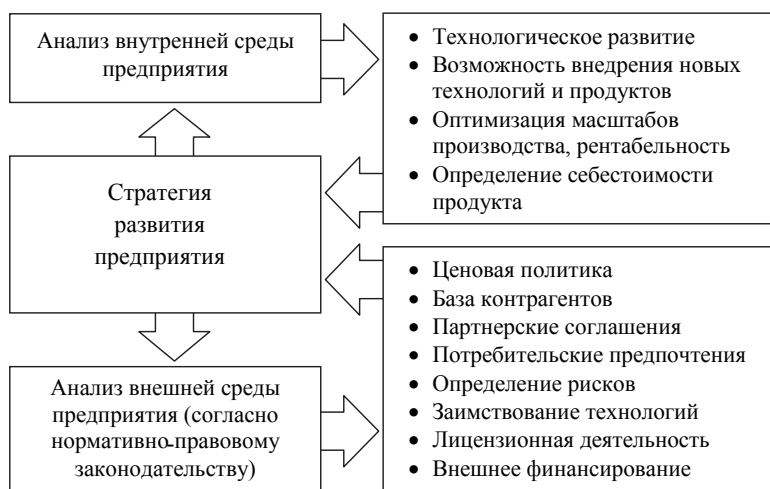 Анализ внутренней среды
предприятия
• Технологическое развитие
• Возможность внедрения новых
технологий и продуктов
• Оптимизация масштабов
производства, рентабельность
• Определение себестоимости
продукта
Стратегия
развития
предприятия
• Ценовая политика
• База контрагентов
• Партнерские соглашения
• Потребительские предпочтения
• Определение рисков
• Заимствование технологий
• Лицензионная деятельность
• Внешнее финансирование
Анализ внешней среды
предприятия (согласно
нормативно-правовому
законодательству)